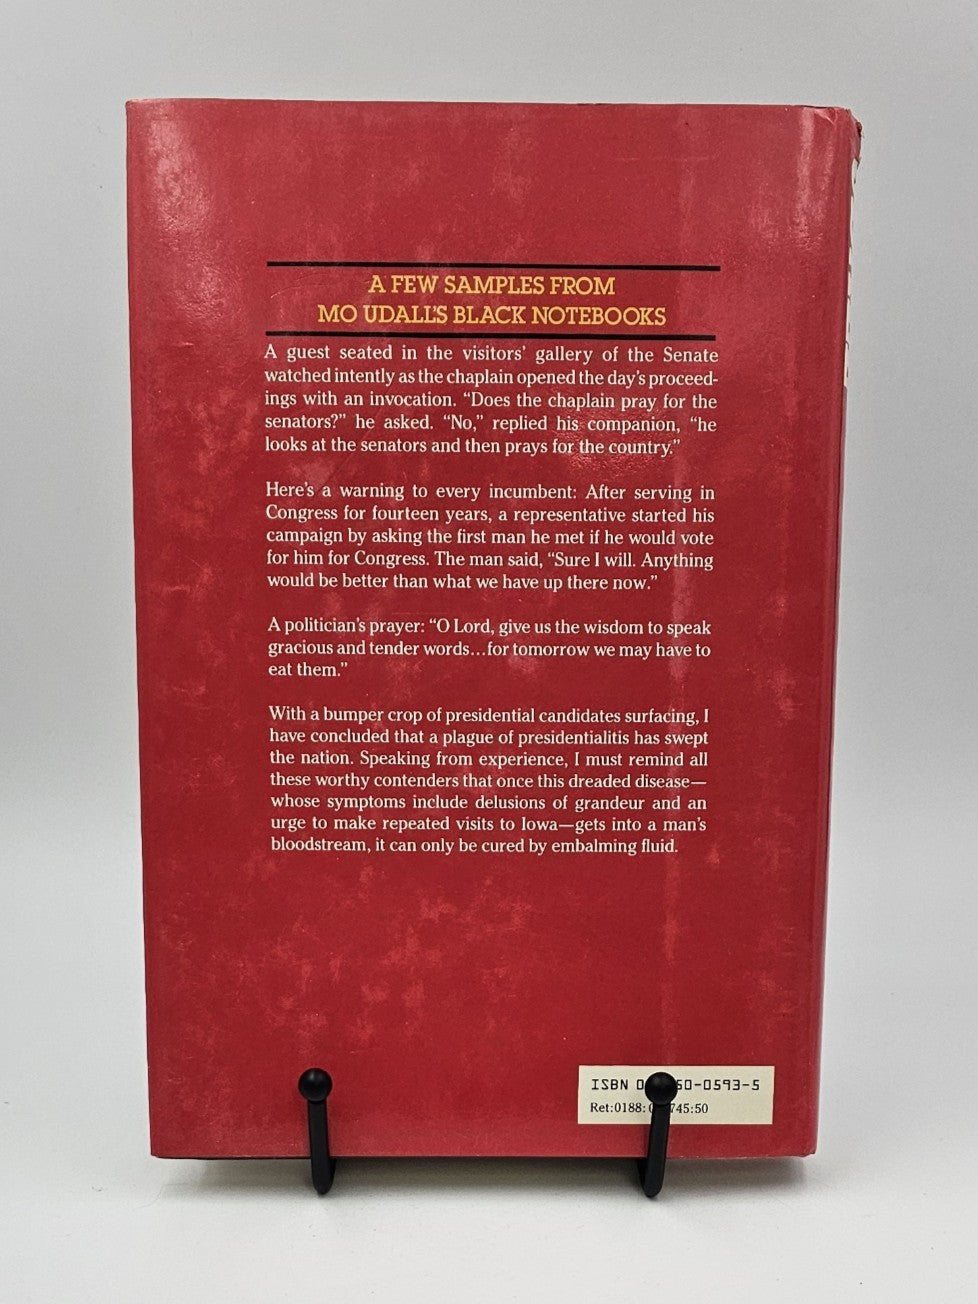 A FEW SAMPLES FROM
MO UDALL'S BLACK NOTEBOOKS
A guest seated in the visitors' gallery of the Senate
watched intently as the chaplain opened the day's proceed-
ings with an invocation. “Does the chaplain pray for the
senators?” he asked. “No,” replied his companion, “he
looks at the senators and then prays for the country.”
Here's a warning to every incumbent: After serving in
Congress for fourteen years, a representative started his
campaign by asking the first man he met if he would vote
for him for Congress. The man said, “Sure I will. Anything
would be better than what we have up there now.”
A politician's prayer: “O Lord, give us the wisdom to speak
gracious and tender words...for tomorrow we may have to
eat them.”
With a bumper crop of presidential candidates surfacing, I
have concluded that a plague of presidentialitis has swept
the nation. Speaking from experience, I must remind all
these worthy contenders that once this dreaded disease—
whose symptoms include delusions of grandeur and an
urge to make repeated visits to Iowa—gets into a man's
bloodstream, it can only be cured by embalming fluid.
ISBN